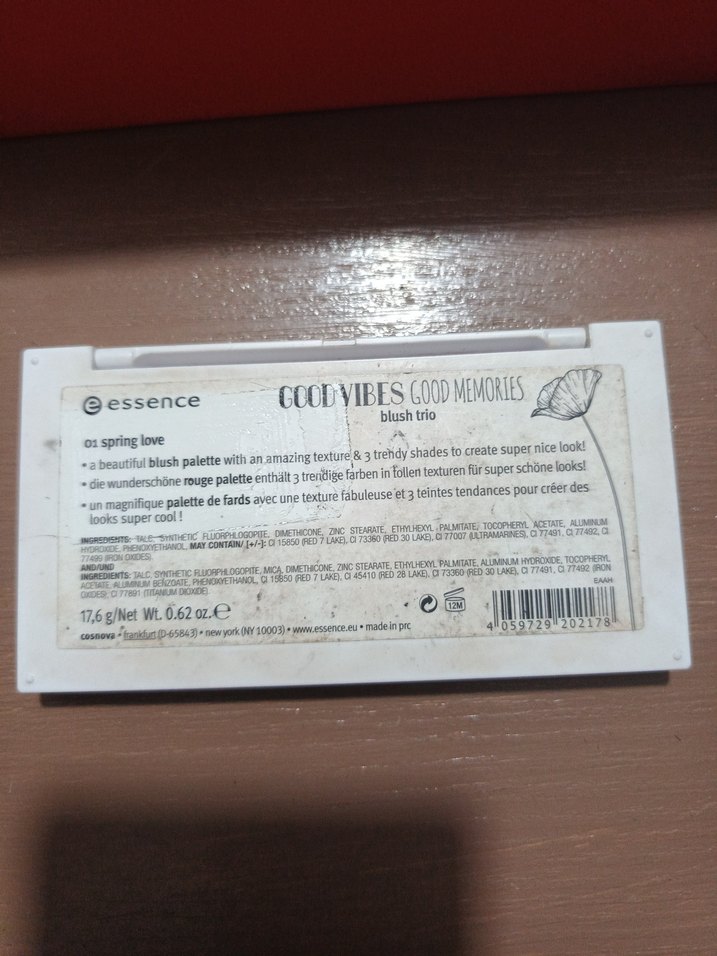 essence
GOOD VIBES GOOD MEMORIES
blush trio
01 spring love
• a beautiful blush palette with an amazing texture & 3 trendy shades to create super nice look!
• die wunderschöne rouge palette enthält 3 trendige farben in tollen texturen für super schöne looks!
• un magnifique palette de fards avec une texture fabuleuse et 3 teintes tendances pour créer des
looks super cool !
INGREDIENTS: TALC, SYNTHETIC FLUORPHLOGOPITE, DIMETHICONE, ZINC STEARATE, ETHYLHEXYL PALMITATE, TOCOPHERYL ACETATE, ALUMINUM
HYDROXIDE, PHENOXYETHANOL, MAY CONTAIN/ [+/-]: CI 15850 (RED 7 LAKE), CI 73360 (RED 30 LAKE), CI 77007 (ULTRAMARINES), CI 77491, CI 77492, CI
77499 (IRON OXIDES).
AND/UND
INGREDIENTS: TALC, SYNTHETIC FLUORPHLOGOPITE, MICA, DIMETHICONE, ZINC STEARATE, ETHYLHEXYL PALMITATE, ALUMINUM HYDROXIDE, TOCOPHERYL
ACETATE, ALUMINUM BENZOATE, PHENOXYETHANOL, CI 15850 (RED 7 LAKE), CI 45410 (RED 28 LAKE), CI 73360 (RED 30 LAKE), CI 77491, CI 77492 (IRON
OXIDES), CI 77891 (TITANIUM DIOXIDE).
EAAH
17,6 g/Net Wt. 0.62 oz. e
12M
4 059729 202178
cosnova • frankfurt (D-65843) • new york (NY 10003) • www.essence.eu • made in prc